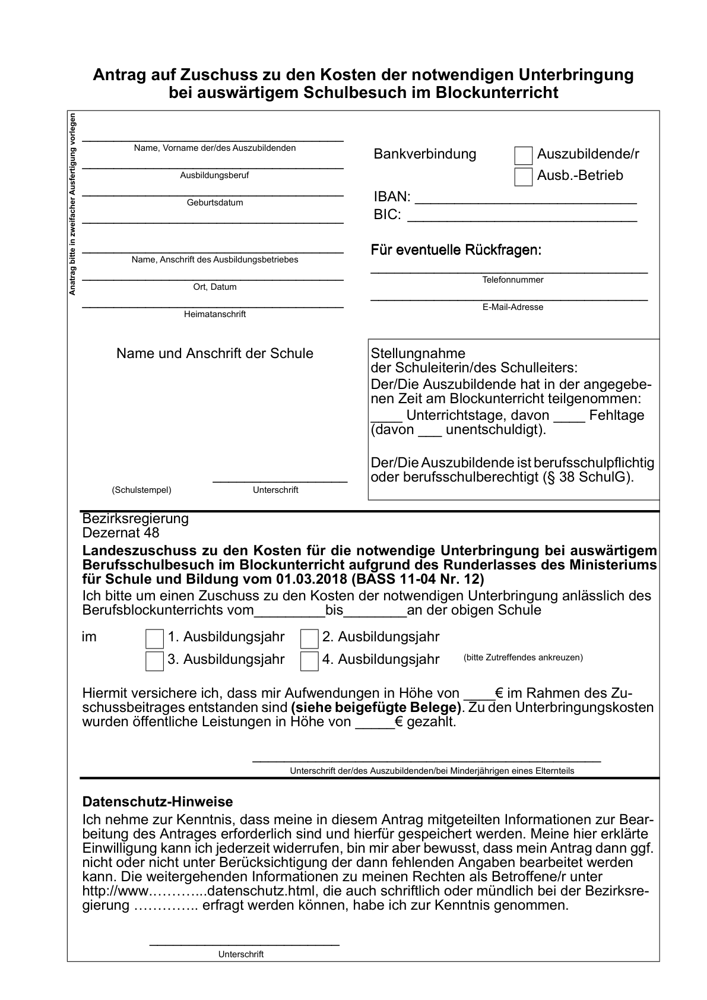 Antrag auf Zuschuss zu den Kosten der notwendigen Unterbringung
bei auswärtigem Schulbesuch im Blockunterricht
Anatrag bitte in zweifacher Ausfertigung vorlegen
Name, Vorname der/des Auszubildenden
Ausbildungsberuf
Geburtsdatum
Name, Anschrift des Ausbildungsbetriebes
Ort, Datum
Heimatanschrift
Bankverbindung Auszubildende/r
Ausb.-Betrieb
IBAN: ____________________________
BIC: _____________________________
Für eventuelle Rückfragen:
Telefonnummer
E-Mail-Adresse
Name und Anschrift der Schule
(Schulstempel) Unterschrift
Stellungnahme
der Schuleiterin/des Schulleiters:
Der/Die Auszubildende hat in der angegebe-
nen Zeit am Blockunterricht teilgenommen:
____ Unterrichtstage, davon ____ Fehltage
(davon ___ unentschuldigt).
Der/Die Auszubildende ist berufsschulpflichtig
oder berufsschulberechtigt (§ 38 SchulG).
Bezirksregierung
Dezernat 48
Landeszuschuss zu den Kosten für die notwendige Unterbringung bei auswärtigem
Berufsschulbesuch im Blockunterricht aufgrund des Runderlasses des Ministeriums
für Schule und Bildung vom 01.03.2018 (BASS 11-04 Nr. 12)
Ich bitte um einen Zuschuss zu den Kosten der notwendigen Unterbringung anlässlich des
Berufsblockunterrichts vom_________bis________an der obigen Schule
im 1. Ausbildungsjahr 2. Ausbildungsjahr
3. Ausbildungsjahr 4. Ausbildungsjahr (bitte Zutreffendes ankreuzen)
Hiermit versichere ich, dass mir Aufwendungen in Höhe von ____€ im Rahmen des Zu-
schussbeitrages entstanden sind (siehe beigefügte Belege). Zu den Unterbringungskosten
wurden öffentliche Leistungen in Höhe von _____€ gezahlt.
Unterschrift der/des Auszubildenden/bei Minderjährigen eines Elternteils
Datenschutz-Hinweise
Ich nehme zur Kenntnis, dass meine in diesem Antrag mitgeteilten Informationen zur Bear-
beitung des Antrages erforderlich sind und hierfür gespeichert werden. Meine hier erklärte
Einwilligung kann ich jederzeit widerrufen, bin mir aber bewusst, dass mein Antrag dann ggf.
nicht oder nicht unter Berücksichtigung der dann fehlenden Angaben bearbeitet werden
kann. Die weitergehenden Informationen zu meinen Rechten als Betroffene/r unter
http://www.………...datenschutz.html, die auch schriftlich oder mündlich bei der Bezirksre-
gierung ………….. erfragt werden können, habe ich zur Kenntnis genommen.
Unterschrift